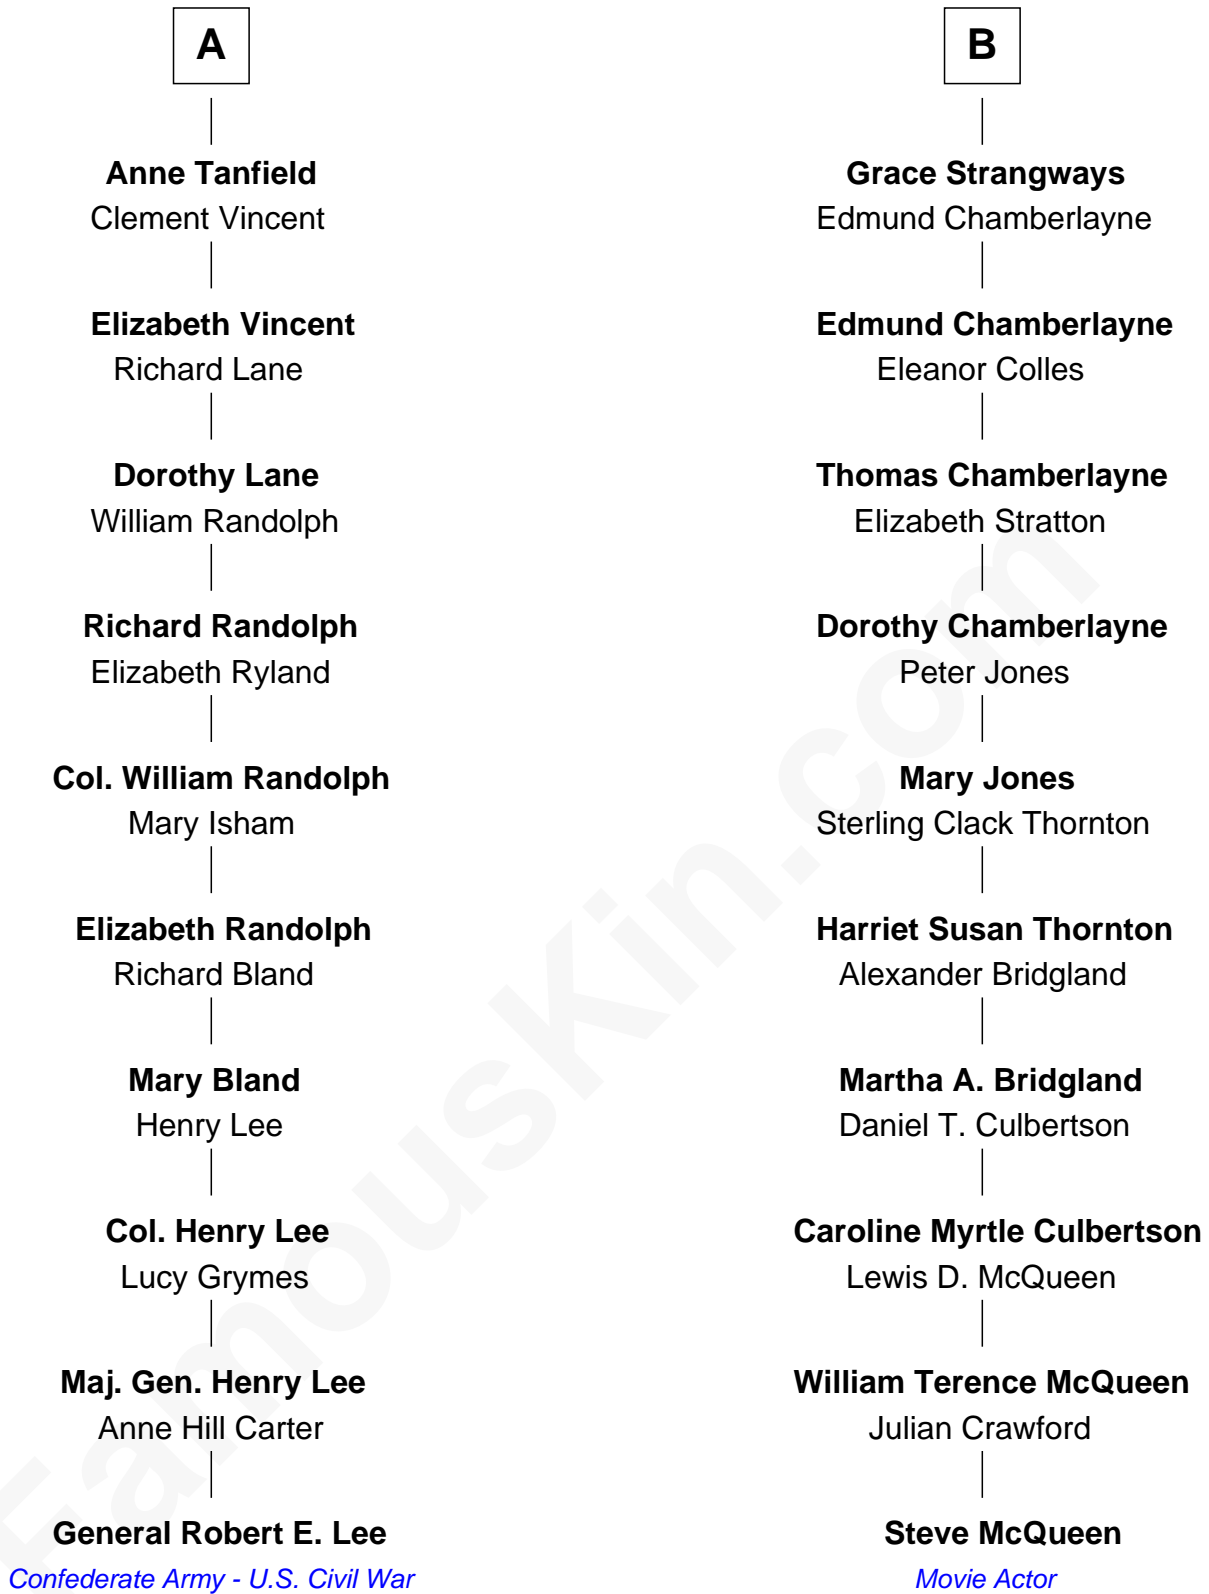 A
Anne Tanfield
Clement Vincent
Elizabeth Vincent
Richard Lane
Dorothy Lane
William Randolph
Richard Randolph
Elizabeth Ryland
Col. William Randolph
Mary Isham
Elizabeth Randolph
Richard Bland
Mary Bland
Henry Lee
Col. Henry Lee
Lucy Grymes
Maj. Gen. Henry Lee
Anne Hill Carter
General Robert E. Lee
Confederate Army - U.S. Civil War
B
Grace Strangways
Edmund Chamberlayne
Edmund Chamberlayne
Eleanor Colles
Thomas Chamberlayne
Elizabeth Stratton
Dorothy Chamberlayne
Peter Jones
Mary Jones
Sterling Clack Thornton
Harriet Susan Thornton
Alexander Bridgland
Martha A. Bridgland
Daniel T. Culbertson
Caroline Myrtle Culbertson
Lewis D. McQueen
William Terence McQueen
Julian Crawford
Steve McQueen
Movie Actor
FamousKin.com